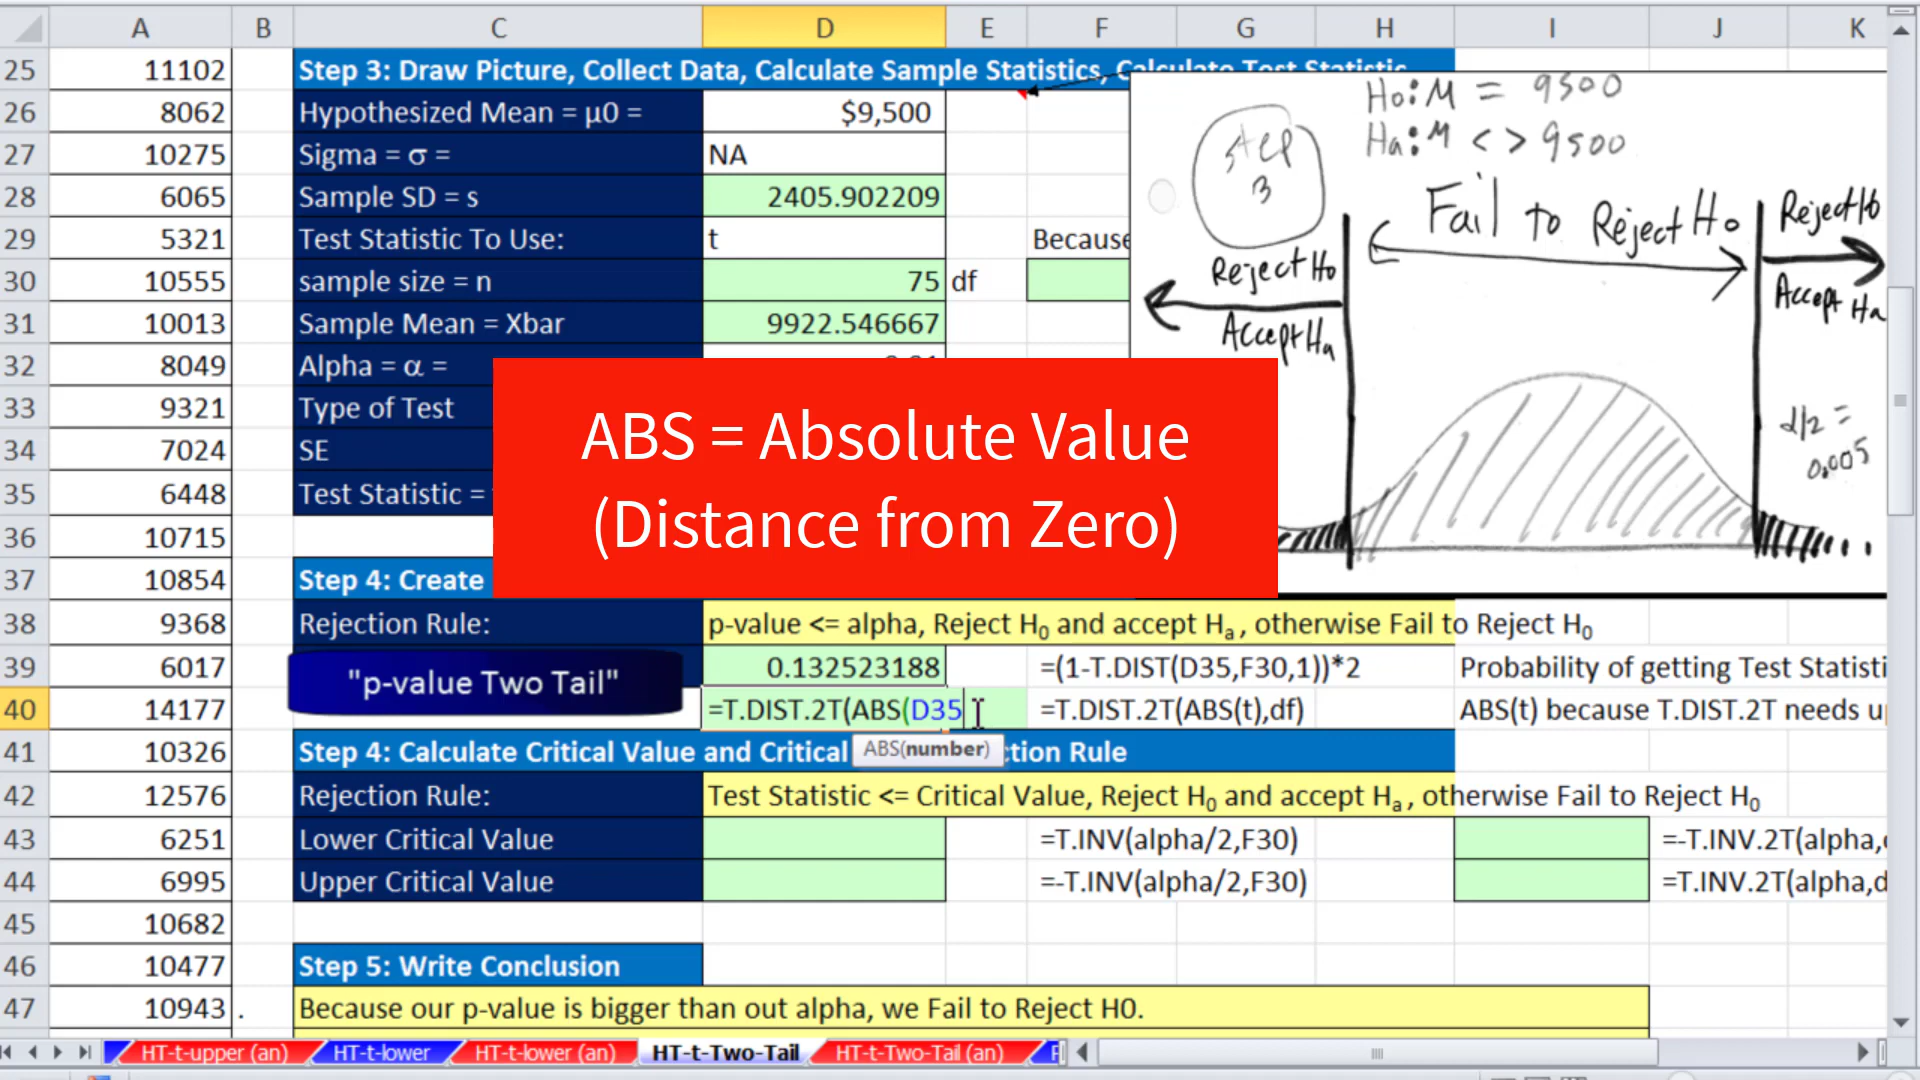 A B C D E F G H I J K
25 11102 Step 3: Draw Picture, Collect Data, Calculate Sample Statistics, Calculate Test Statistic
26 8062 Hypothesized Mean = μ0 = $9,500
27 10275 Sigma = σ = NA
28 6065 Sample SD = s 2405.902209
29 5321 Test Statistic To Use: t Because
30 10555 sample size = n 75 df
31 10013 Sample Mean = Xbar 9922.546667
32 8049 Alpha = α =
33 9321 Type of Test
34 7024 SE
35 6448 Test Statistic =
36 10715
37 10854 Step 4: Create
38 9368 Rejection Rule: p-value <= alpha, Reject H0 and accept Ha , otherwise Fail to Reject H0
39 6017 0.132523188 =(1-T.DIST(D35,F30,1))*2 Probability of getting Test Statisti
"p-value Two Tail"
40 14177 =T.DIST.2T(ABS(D35 =T.DIST.2T(ABS(t),df) ABS(t) because T.DIST.2T needs u
ABS(number)
41 10326 Step 4: Calculate Critical Value and Critical ction Rule
42 12576 Rejection Rule: Test Statistic <= Critical Value, Reject H0 and accept Ha , otherwise Fail to Reject H0
43 6251 Lower Critical Value =T.INV(alpha/2,F30) =-T.INV.2T(alpha,
44 6995 Upper Critical Value =-T.INV(alpha/2,F30) =T.INV.2T(alpha,d
45 10682
46 10477 Step 5: Write Conclusion
47 10943 . Because our p-value is bigger than out alpha, we Fail to Reject H0.
ABS = Absolute Value
(Distance from Zero)
Ho: M = 9500
Ha: M < > 9500
Step
3
Fail to Reject Ho
Reject Ho
Accept Ha
Reject Ho
Accept Ha
α/2 =
0.005
HT-t-upper (an) HT-t-lower HT-t-lower (an) HT-t-Two-Tail HT-t-Two-Tail (an)